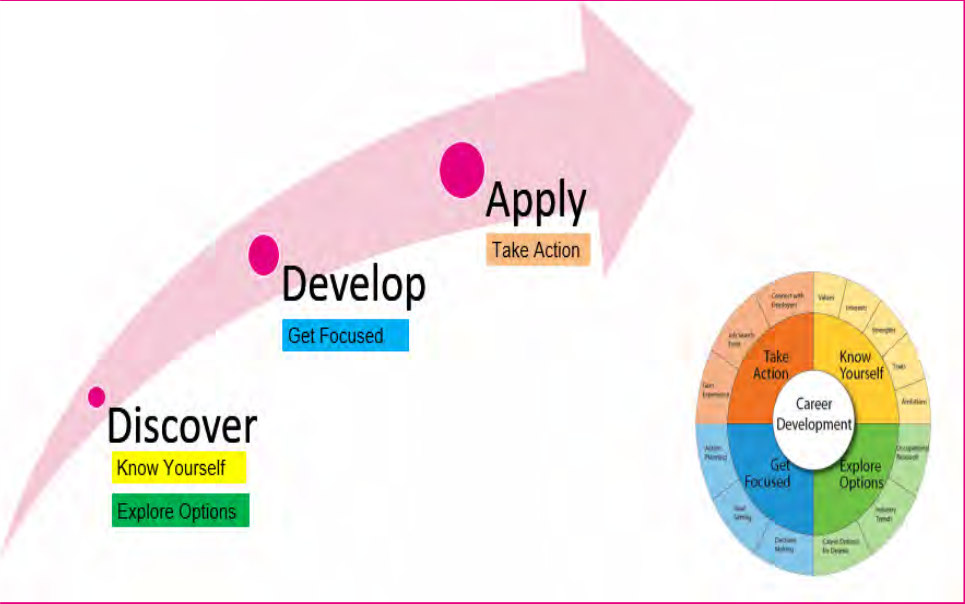 Apply
Take Action
Develop
Get Focused
Discover
Know Yourself
Explore Options
Connect with
Employers
Values
Interests
Strengths
Traits
Ambitions
Job Search
Tools
Gain
Experience
Take
Action
Know
Yourself
Career
Development
Get
Focused
Explore
Options
Action
Planning
Goal
Setting
Decision
Making
Occupational
Research
Industry
Trends
Career Options